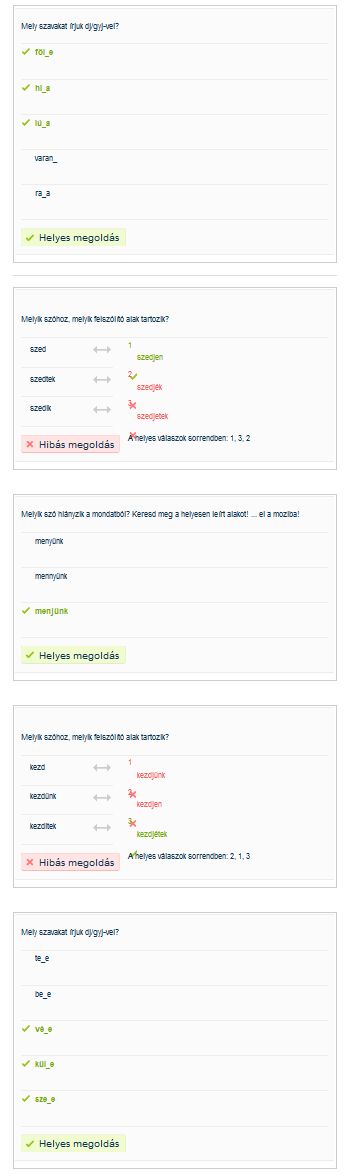 Mely szavakat írjuk dj/gyj-vel?
föl_e
hi_a
lú_a
varan_
ra_a
Helyes megoldás
Melyik szóhoz, melyik felszólító alak tartozik?
szed
1
szedjen
szedtek
2
szedjék
szedik
3
szedjetek
Hibás megoldás
A helyes válaszok sorrendben: 1, 3, 2
Melyik szó hiányzik a mondatból? Keresd meg a helyesen leírt alakot! ... el a moziba!
menyünk
mennyünk
menjünk
Helyes megoldás
Melyik szóhoz, melyik felszólító alak tartozik?
kezd
1
kezdjünk
kezdünk
2
kezdjen
kezditek
3
kezdjétek
Hibás megoldás
A helyes válaszok sorrendben: 2, 1, 3
Mely szavakat írjuk dj/gyj-vel?
te_e
be_e
vé_e
kül_e
sze_e
Helyes megoldás